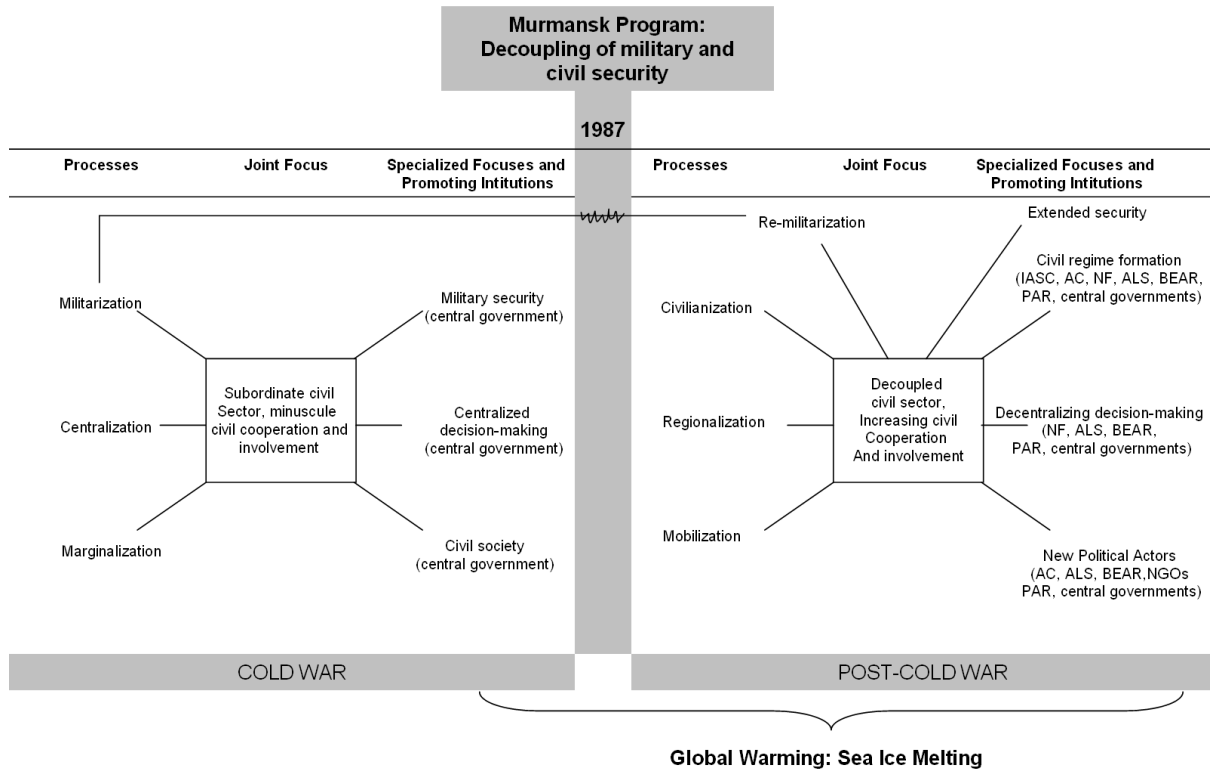 Murmansk Program:
Decoupling of military and
civil security
1987
Processes
Joint Focus
Specialized Focuses and
Promoting Intitutions
Militarization
Centralization
Marginalization
Subordinate civil
Sector, minuscule
civil cooperation and
involvement
Military security
(central government)
Centralized
decision-making
(central government)
Civil society
(central government)
COLD WAR
Processes
Joint Focus
Specialized Focuses and
Promoting Intitutions
Re-militarization
Civilianization
Regionalization
Mobilization
Decoupled
civil sector,
Increasing civil
Cooperation
And involvement
Extended security
Civil regime formation
(IASC, AC, NF, ALS, BEAR,
PAR, central governments)
Decentralizing decision-making
(NF, ALS, BEAR,
PAR, central governments)
New Political Actors
(AC, ALS, BEAR,NGOs
PAR, central governments)
POST-COLD WAR
Global Warming: Sea Ice Melting